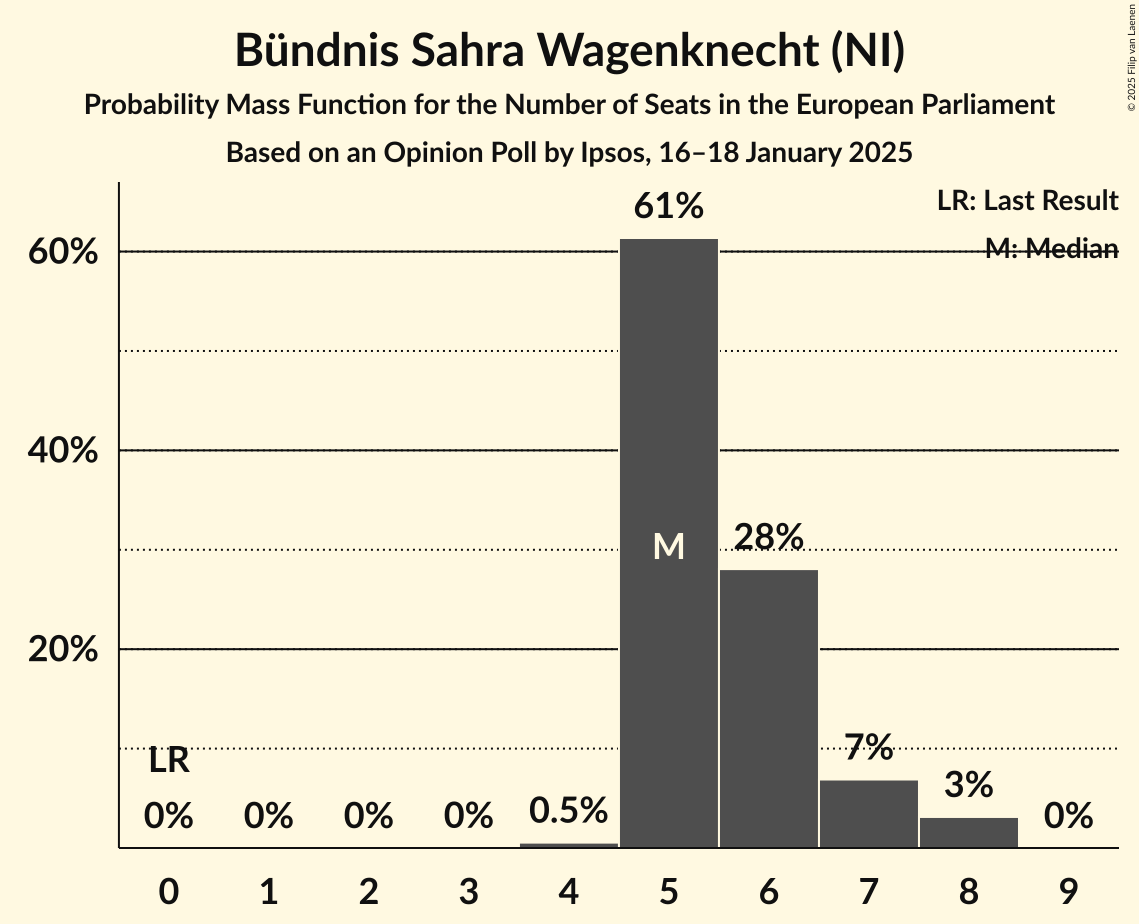 Bündnis Sahra Wagenknecht (NI)
Probability Mass Function for the Number of Seats in the European Parliament
Based on an Opinion Poll by Ipsos, 16–18 January 2025
© 2025 Filip van Laenen
LR: Last Result
M: Median
61%
60%
40%
M
28%
20%
LR
7%
3%
0% 0% 0% 0% 0.5% 0%
0 1 2 3 4 5 6 7 8 9